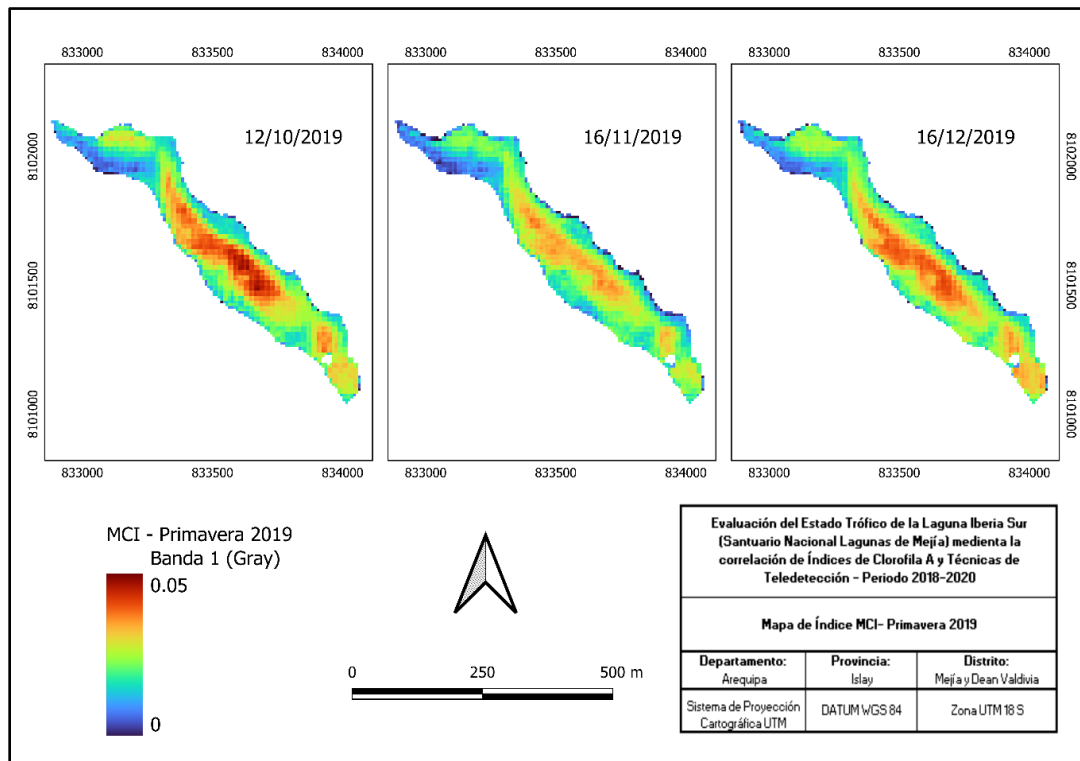 833000 833500 834000 833000 833500 834000 833000 833500 834000
12/10/2019
16/11/2019
16/12/2019
8102000
8101500
8101000
8102000
8101500
8101000
833000 833500 834000 833000 833500 834000 833000 833500 834000
MCI - Primavera 2019
Banda 1 (Gray)
0.05
0
0 250 500 m
Evaluación del Estado Trófico de la Laguna Iberia Sur
(Santuario Nacional Lagunas de Mejía) medienta la
correlación de Índices de Clorofila A y Técnicas de
Teledetección - Periodo 2018-2020
Mapa de Índice MCI- Primavera 2019
Departamento: Provincia: Distrito:
Arequipa Islay Mejía y Dean Valdivia
Sistema de Proyección DATUM WGS 84 Zona UTM 18 S
Cartográfica UTM